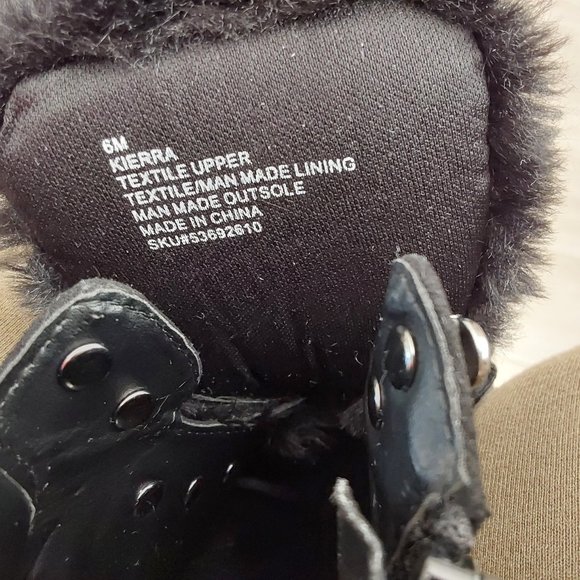 6M
KIERRA
TEXTILE UPPER
TEXTILE/MAN MADE LINING
MAN MADE OUTSOLE
MADE IN CHINA
SKU#53692610